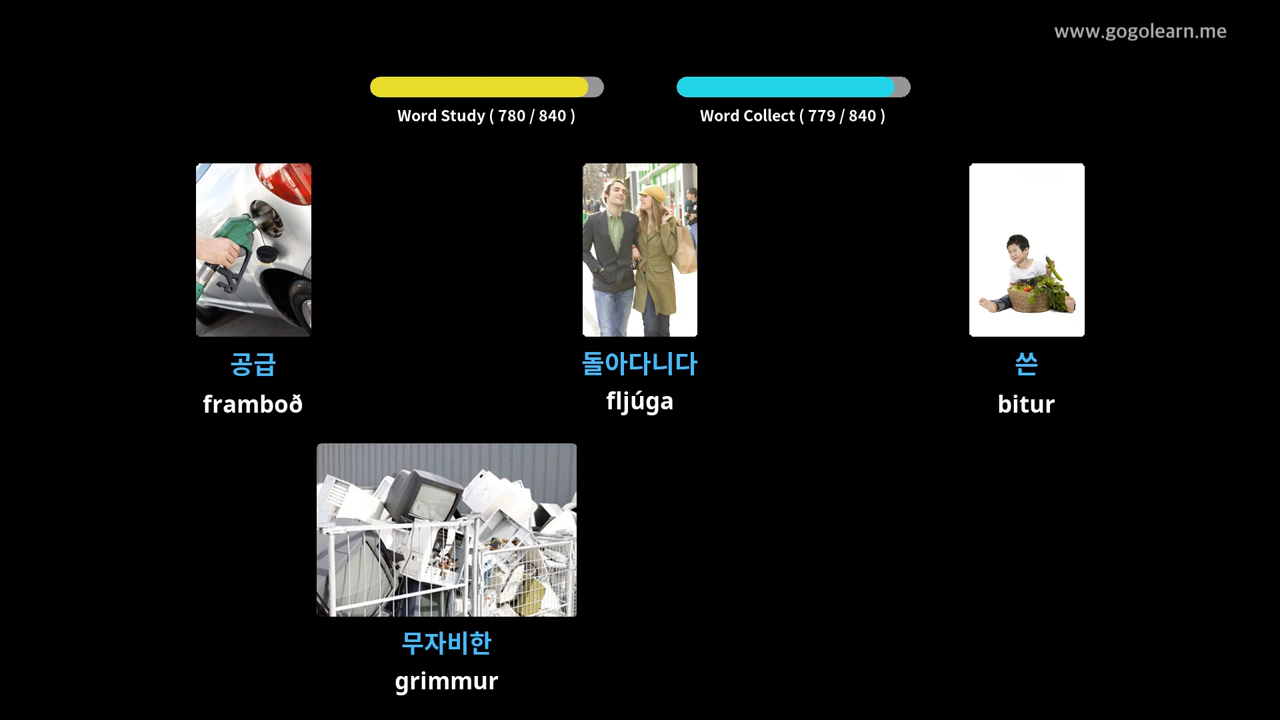 www.gogolearn.me
Word Study ( 780 / 840 )
Word Collect ( 779 / 840 )
공급
framboð
돌아다니다
fljúga
쓴
bitur
무자비한
grimmur